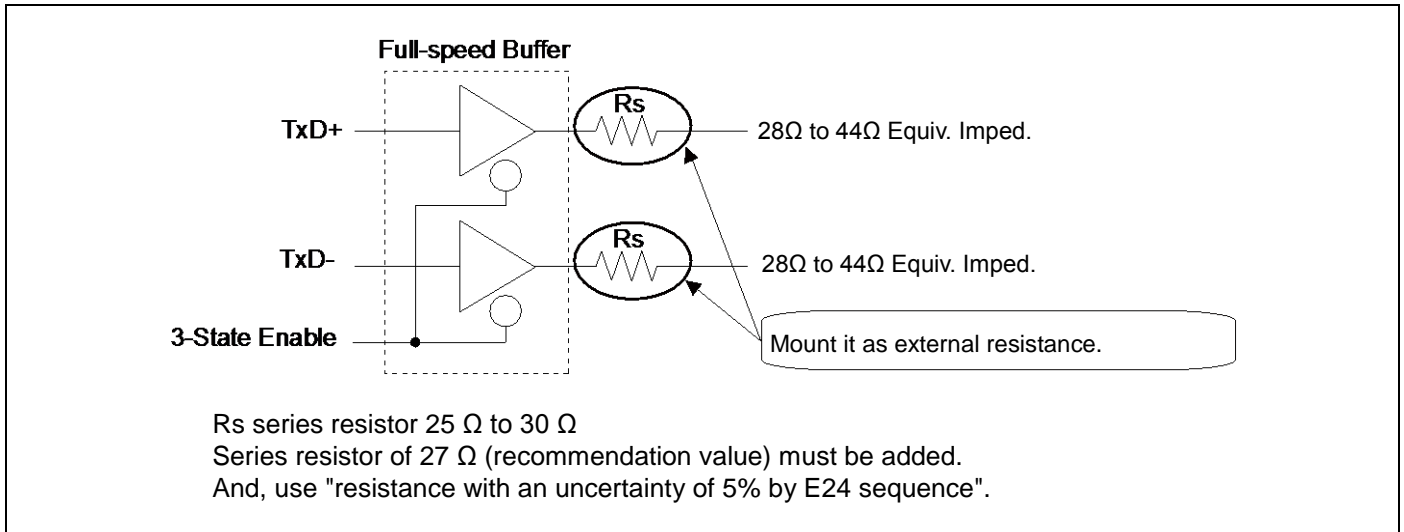 Full-speed Buffer
Rs
TxD+
28Ω to 44Ω Equiv. Imped.
Rs
TxD-
28Ω to 44Ω Equiv. Imped.
3-State Enable
Mount it as external resistance.
Rs series resistor 25 Ω to 30 Ω
Series resistor of 27 Ω (recommendation value) must be added.
And, use "resistance with an uncertainty of 5% by E24 sequence".